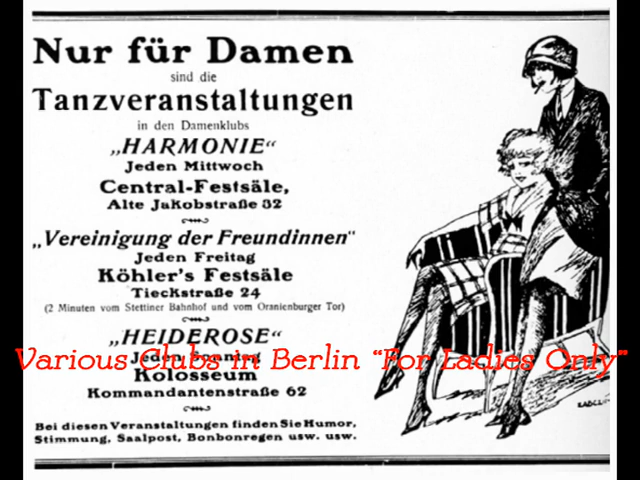 Nur für Damen
sind die
Tanzveranstaltungen
in den Damenklubs
„HARMONIE“
Jeden Mittwoch
Central-Festsäle,
Alte Jakobstraße 32
„Vereinigung der Freundinnen“
Jeden Freitag
Köhler's Festsäle
Tieckstraße 24
(2 Minuten vom Stettiner Bahnhof und vom Oranienburger Tor)
„HEIDEROSE“
Various Clubs in Berlin “For Ladies Only”
Jeden Sonntag
Kolosseum
Kommandantenstraße 62
Bei diesen Veranstaltungen finden Sie Humor,
Stimmung, Saalpost, Bonbonregen usw. usw.